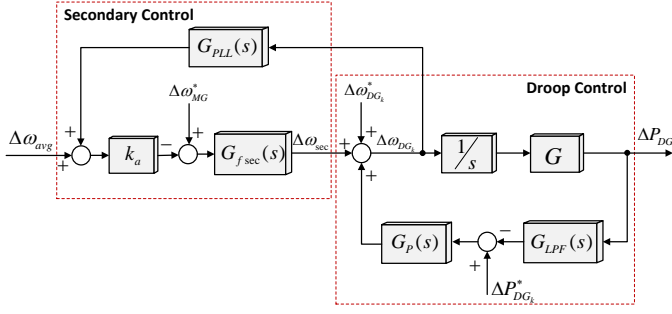 Secondary Control
G_{PLL}(s)
Droop Control
Δω*_{MG}
Δω*_{DG_k}
Δω_{avg}
k_a
G_{f sec}(s)
Δω_{sec}
Δω_{DG_k}
1/s
G
ΔP_{DG}
G_P(s)
G_{LPF}(s)
ΔP*_{DG_k}